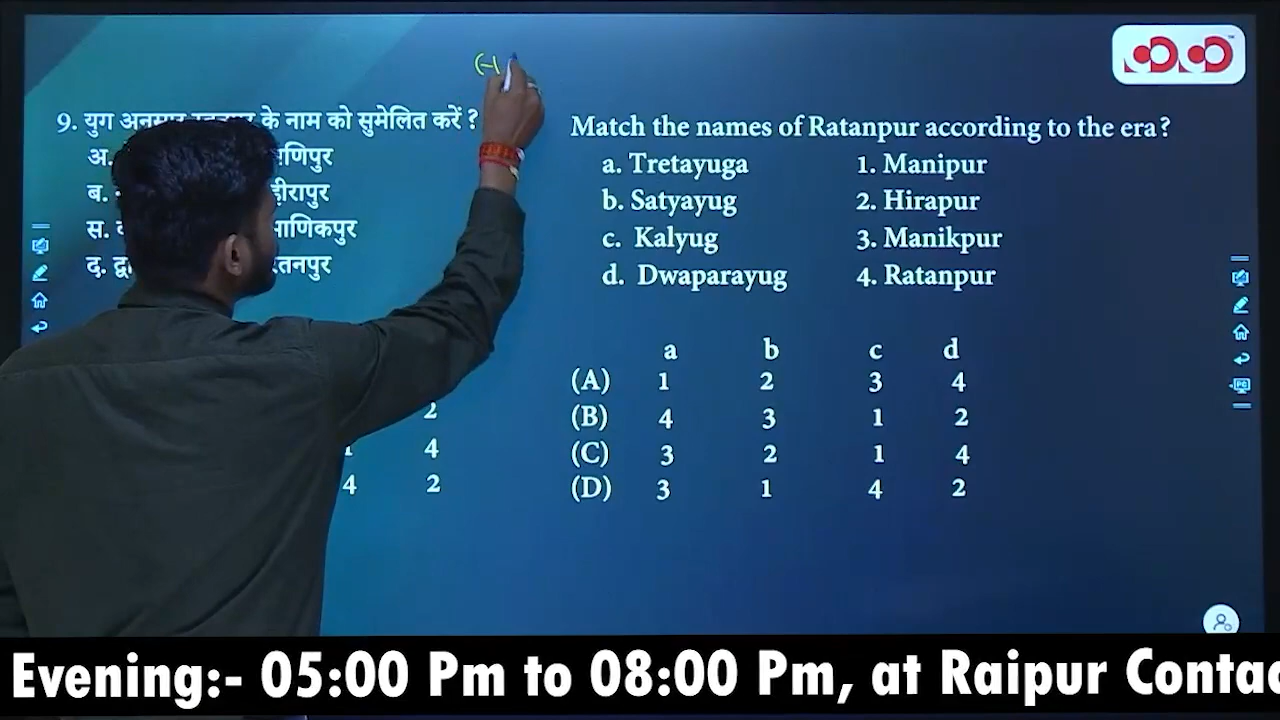 9. युग अनुसार के नाम को सुमेलित करें ?
अ. मणिपुर
ब. हीरापुर
स. माणिकपुर
द. रतनपुर
2
4
4 2
Match the names of Ratanpur according to the era?
a. Tretayuga 1. Manipur
b. Satyayug 2. Hirapur
c. Kalyug 3. Manikpur
d. Dwaparayug 4. Ratanpur
a b c d
(A) 1 2 3 4
(B) 4 3 1 2
(C) 3 2 1 4
(D) 3 1 4 2
Evening:- 05:00 Pm to 08:00 Pm, at Raipur